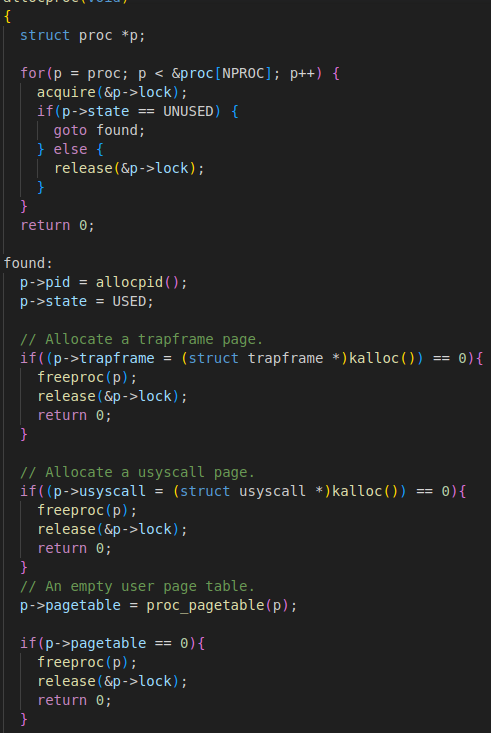 allocproc(void)
{
  struct proc *p;

  for(p = proc; p < &proc[NPROC]; p++) {
    acquire(&p->lock);
    if(p->state == UNUSED) {
      goto found;
    } else {
      release(&p->lock);
    }
  }
  return 0;

found:
  p->pid = allocpid();
  p->state = USED;

  // Allocate a trapframe page.
  if((p->trapframe = (struct trapframe *)kalloc()) == 0){
    freeproc(p);
    release(&p->lock);
    return 0;
  }

  // Allocate a usyscall page.
  if((p->usyscall = (struct usyscall *)kalloc()) == 0){
    freeproc(p);
    release(&p->lock);
    return 0;
  }
  // An empty user page table.
  p->pagetable = proc_pagetable(p);

  if(p->pagetable == 0){
    freeproc(p);
    release(&p->lock);
    return 0;
  }